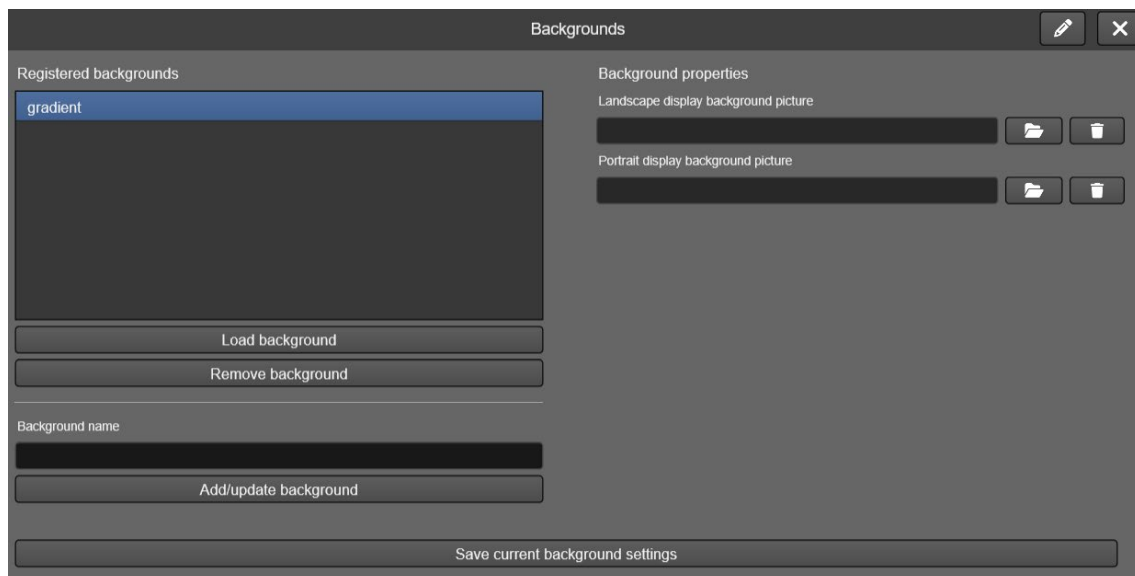 Backgrounds
Registered backgrounds
gradient
Load background
Remove background
Background name
Add/update background
Background properties
Landscape display background picture
Portrait display background picture
Save current background settings